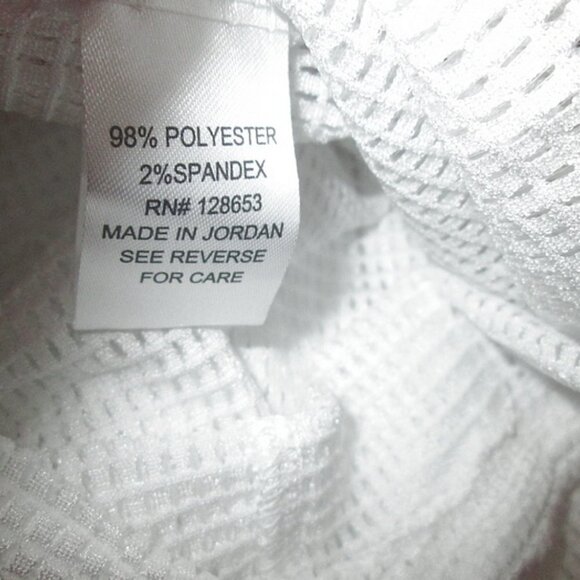 98% POLYESTER
2%SPANDEX
RN# 128653
MADE IN JORDAN
SEE REVERSE
FOR CARE